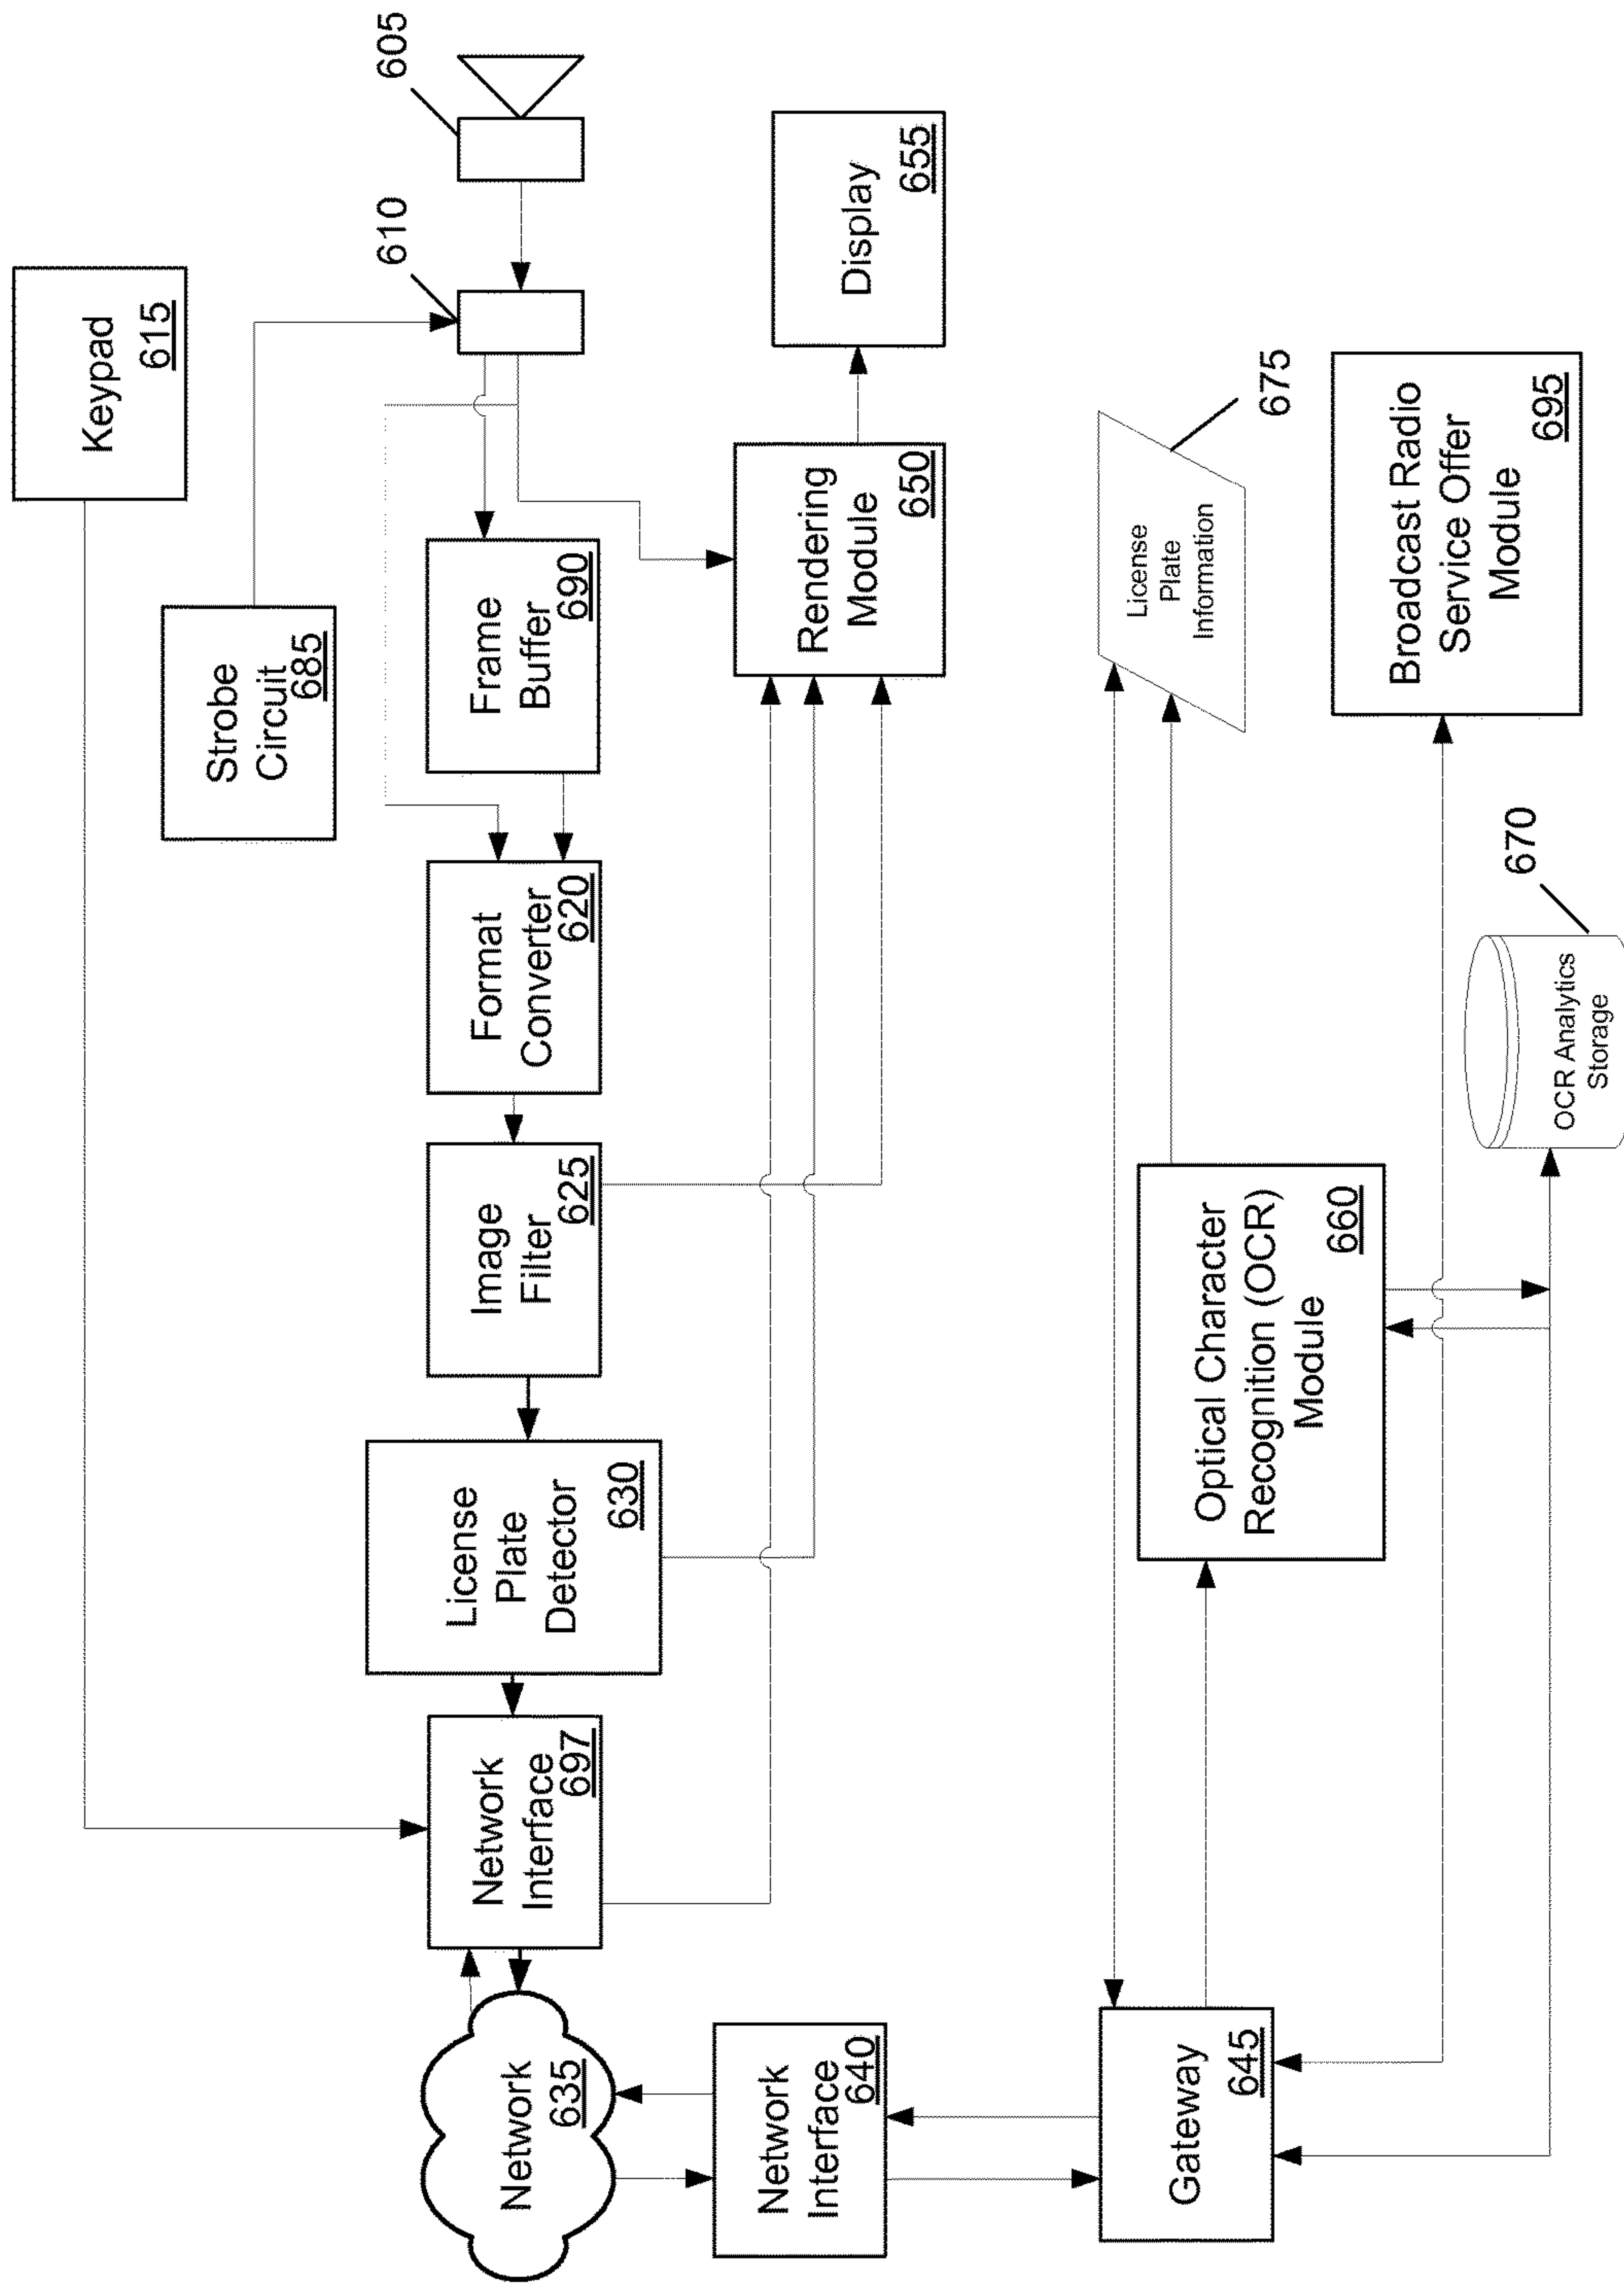 Keypad
615
Strobe
Circuit
685
605
610
Frame
Buffer
690
Format
Converter
620
Image
Filter
625
License
Plate
Detector
630
Network
Interface
697
Network
635
Network
Interface
640
Gateway
645
Rendering
Module
650
Display
655
License
Plate
Information
675
Optical Character
Recognition (OCR)
Module
660
Broadcast Radio
Service Offer
Module
695
OCR Analytics
Storage
670